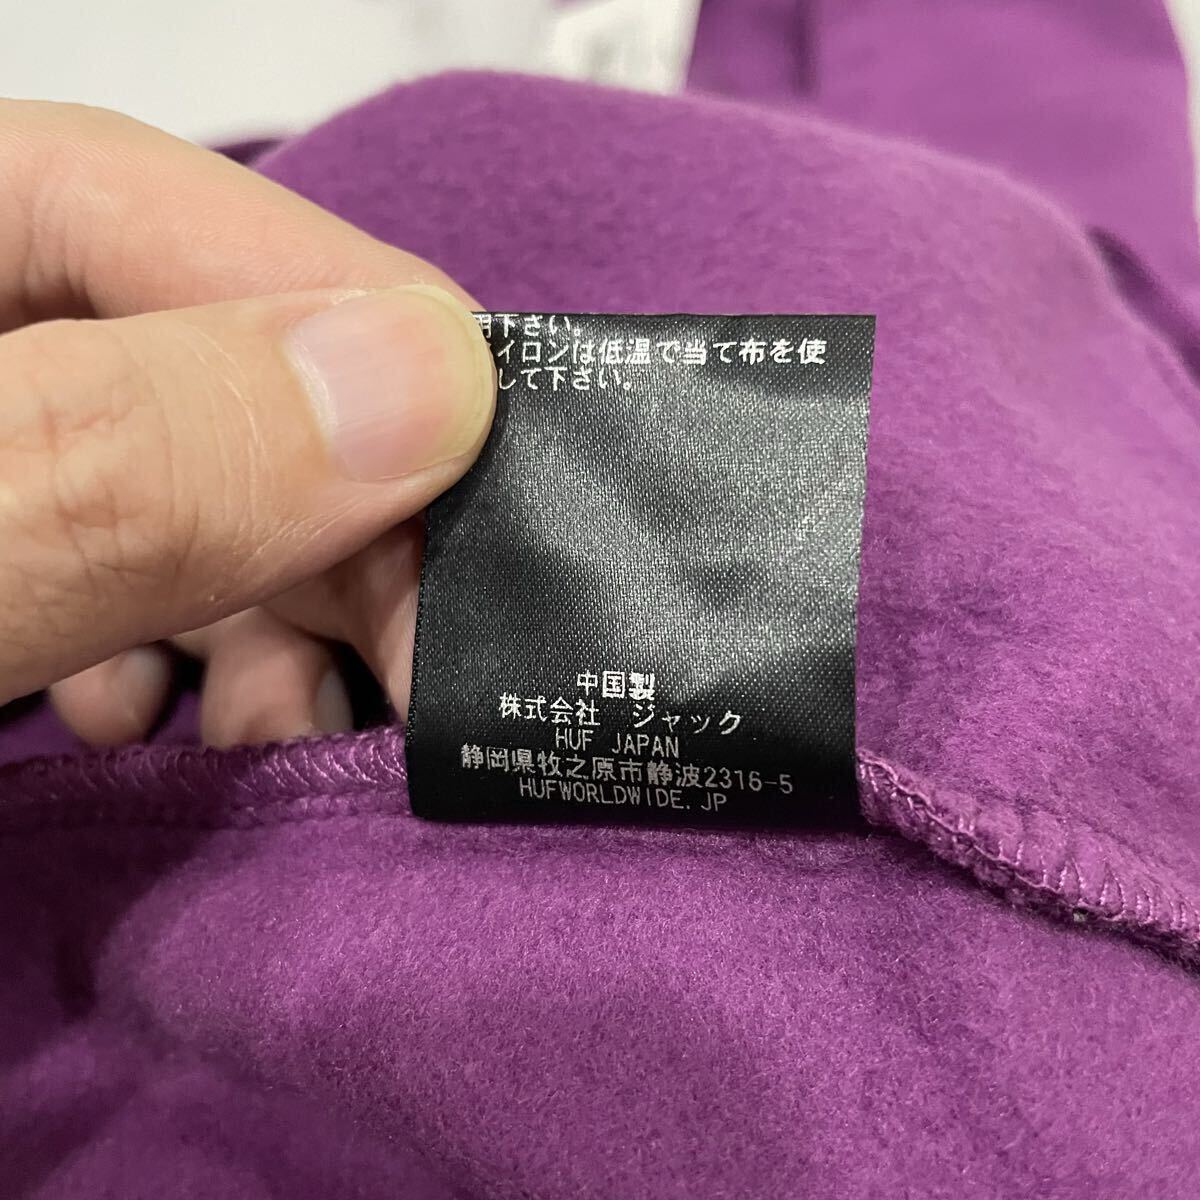 用下さい。
アイロンは低温で当て布を使
して下さい。
中国製
株式会社　ジャック
HUF JAPAN
静岡県牧之原市静波2316-5
HUFWORLDWIDE.JP